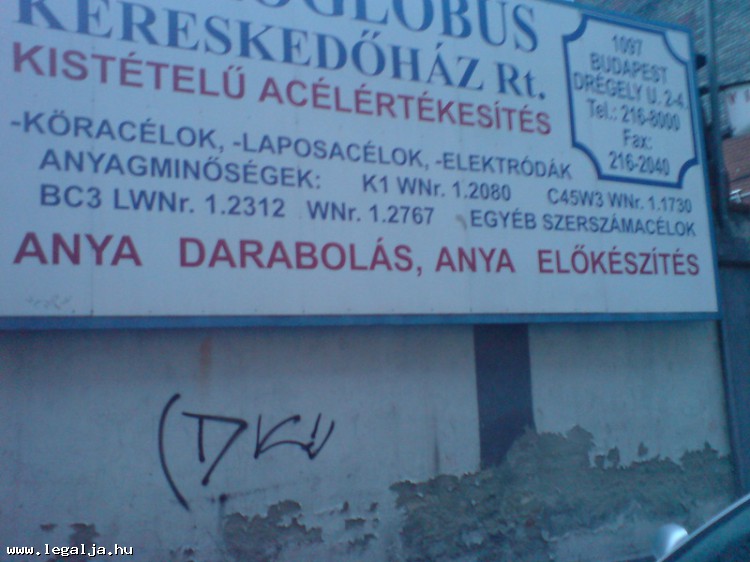 KERESKEDŐHÁZ Rt.
KISTÉTELŰ ACÉLÉRTÉKESÍTÉS
-KÖRACÉLOK, -LAPOSACÉLOK, -ELEKTRÓDÁK
ANYAGMINŐSÉGEK: K1 WNr. 1.2080 C45W3 WNr. 1.1730
BC3 LWNr. 1.2312 WNr. 1.2767 EGYÉB SZERSZÁMACÉLOK
ANYA DARABOLÁS, ANYA ELŐKÉSZÍTÉS
1097
BUDAPEST
DRÉGELY U. 2-4.
Tel.: 216-8000
Fax:
216-2040
www.legalja.hu